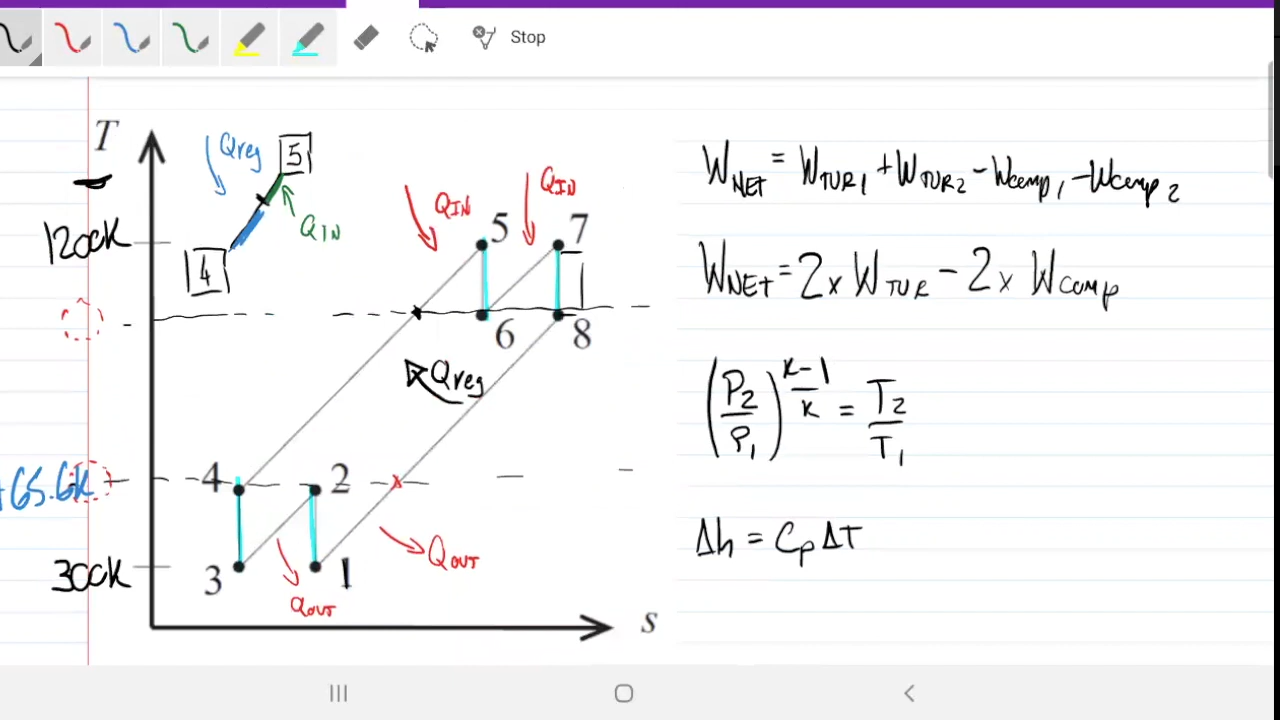 Stop
T
Qreg
5
QIN
4
1200K
QIN
QIN
5
7
6
8
Qreg
4
2
+65.6K
3
1
300K
QOUT
QOUT
s
WNET = WTUR1 + WTUR2 - Wcomp1 - Wcomp2
WNET = 2 x WTUR - 2 x Wcomp
(P2/P1)^(k-1/k) = T2/T1
Δh = Cp ΔT